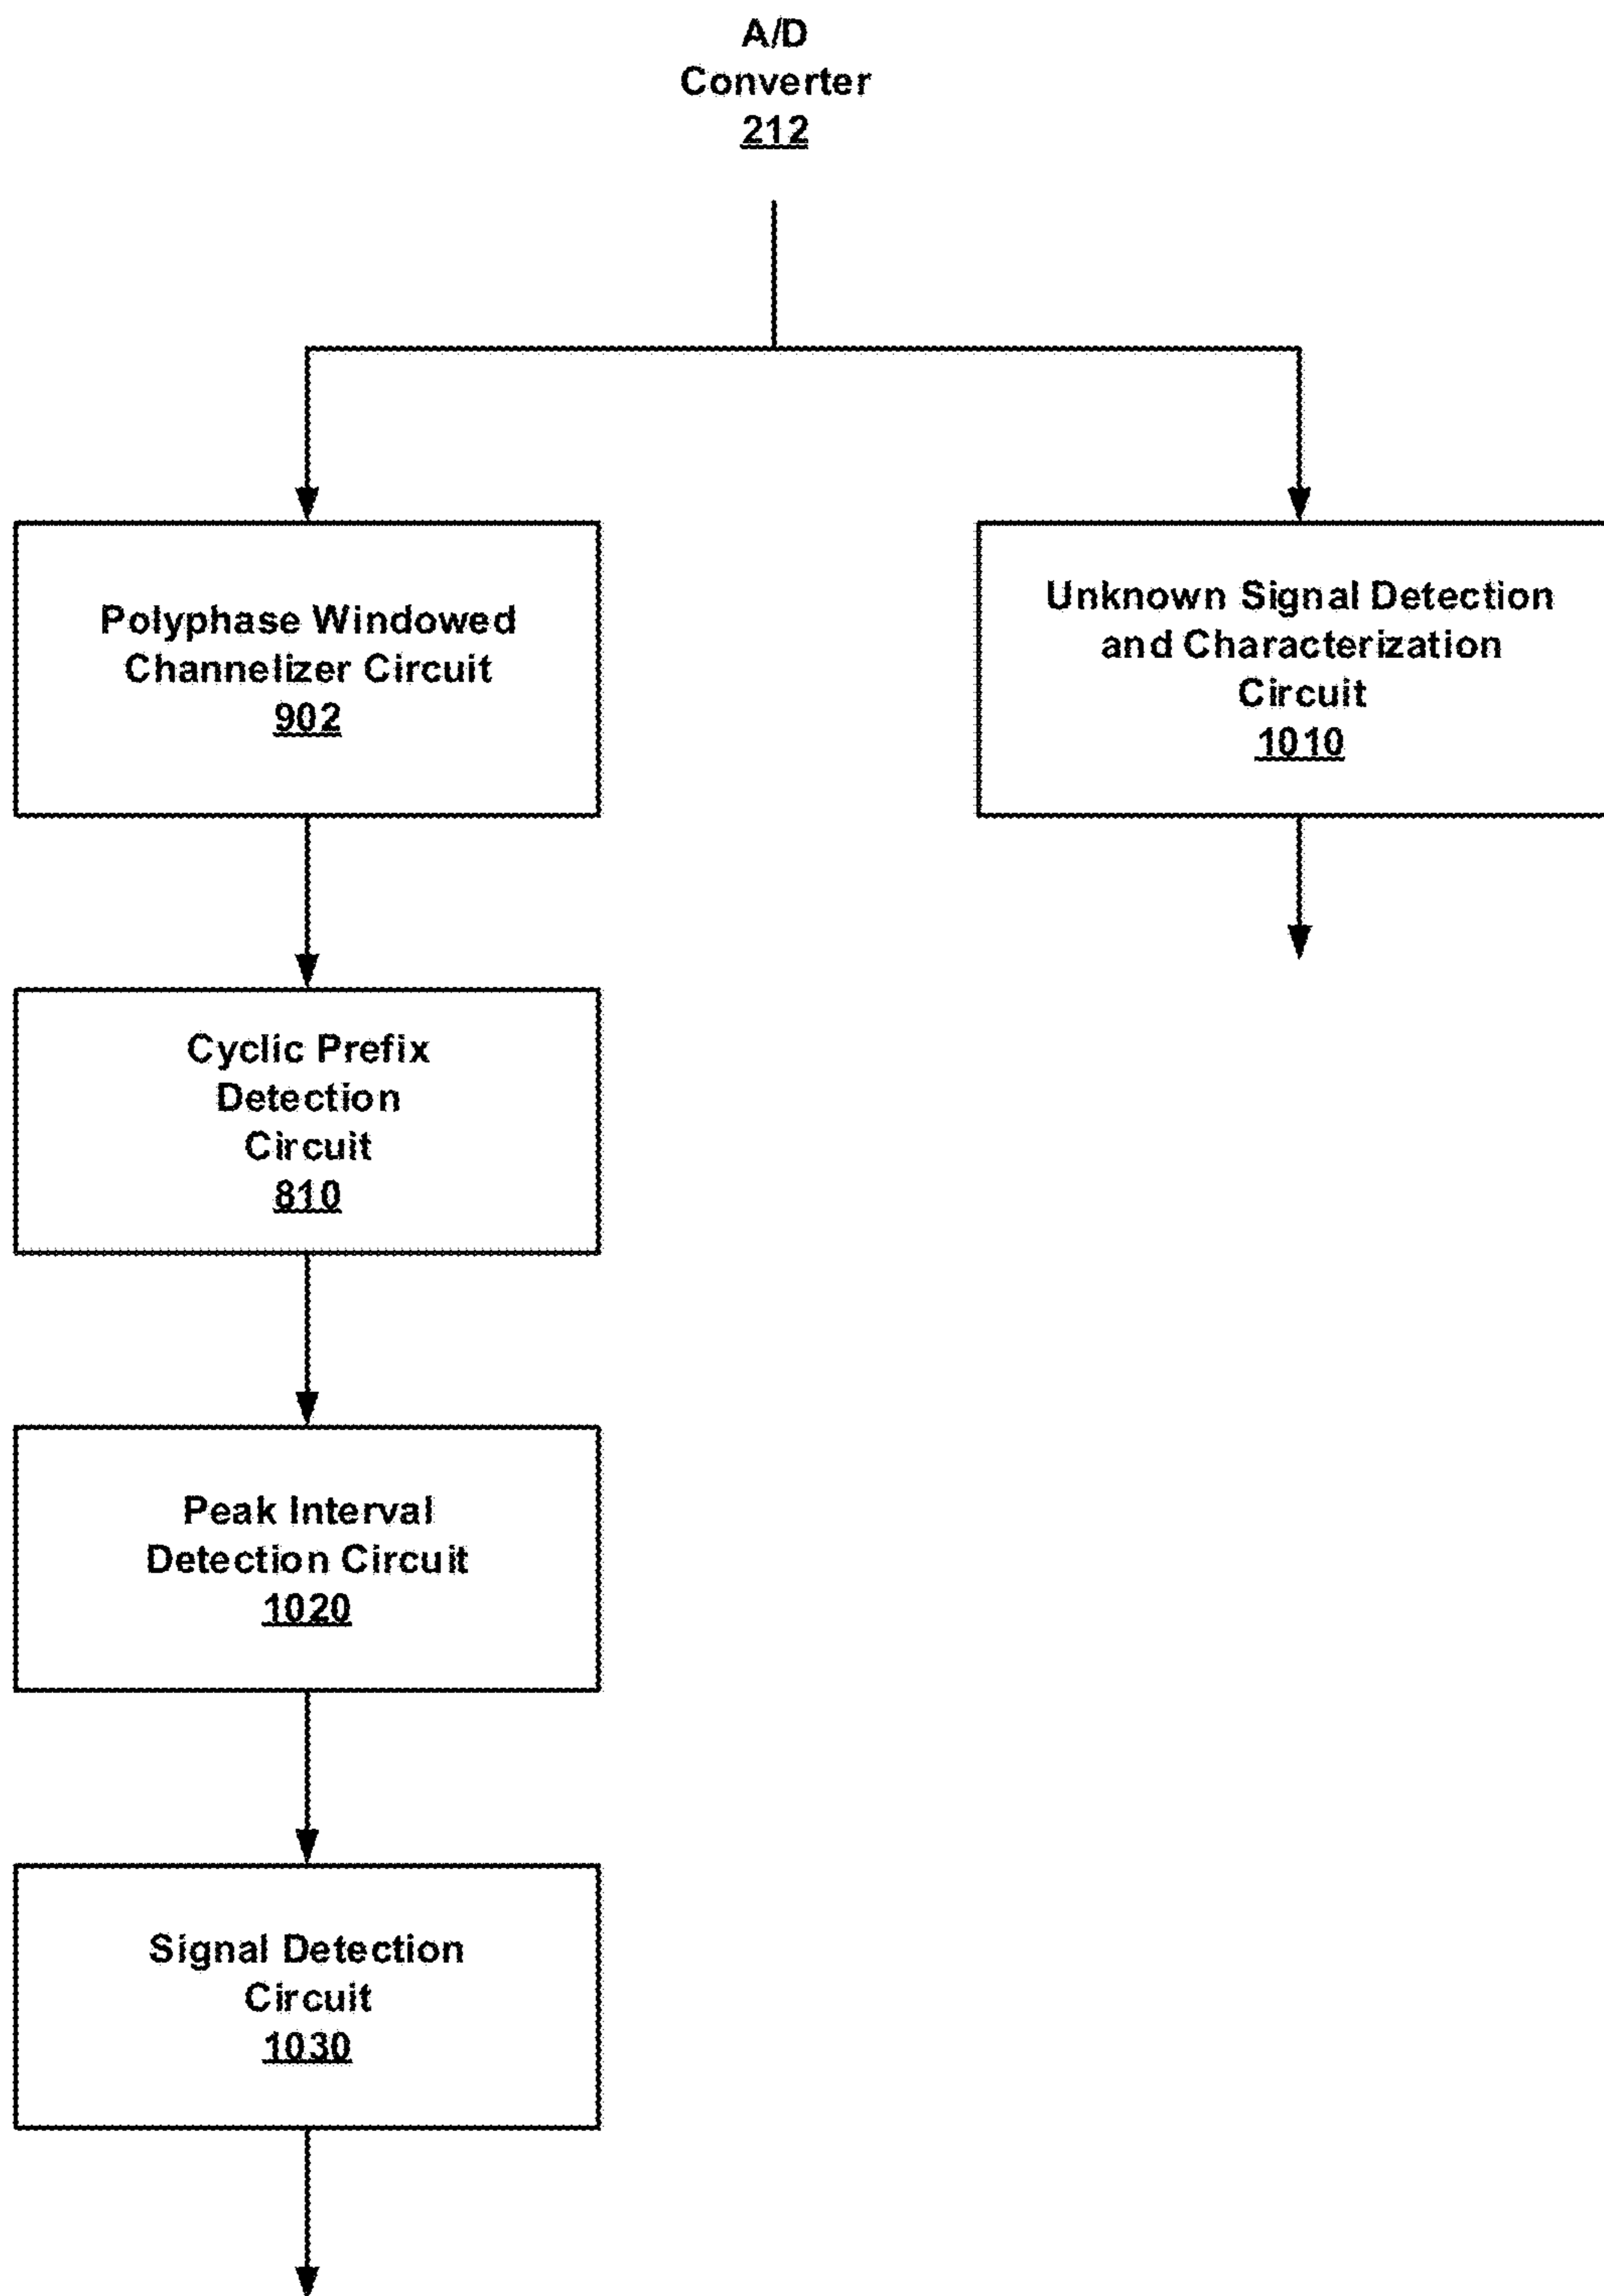 A/D
Converter
212
Polyphase Windowed
Channelizer Circuit
902
Unknown Signal Detection
and Characterization
Circuit
1010
Cyclic Prefix
Detection
Circuit
810
Peak Interval
Detection Circuit
1020
Signal Detection
Circuit
1030